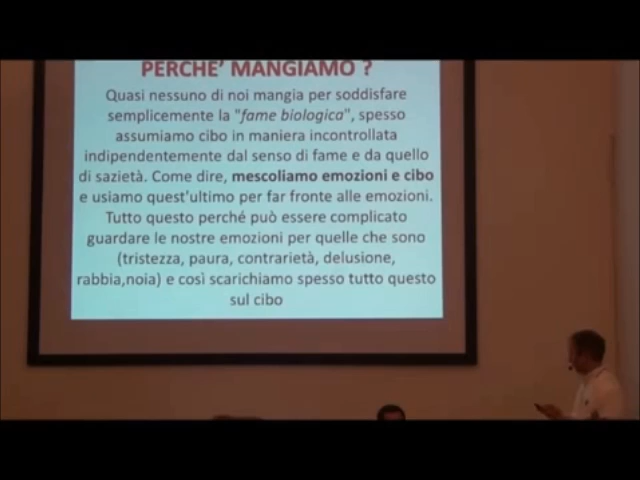 PERCHE' MANGIAMO ?
Quasi nessuno di noi mangia per soddisfare
semplicemente la "fame biologica", spesso
assumiamo cibo in maniera incontrollata
indipendentemente dal senso di fame e da quello
di sazietà. Come dire, mescoliamo emozioni e cibo
e usiamo quest'ultimo per far fronte alle emozioni.
Tutto questo perché può essere complicato
guardare le nostre emozioni per quelle che sono
(tristezza, paura, contrarietà, delusione,
rabbia,noia) e così scarichiamo spesso tutto questo
sul cibo